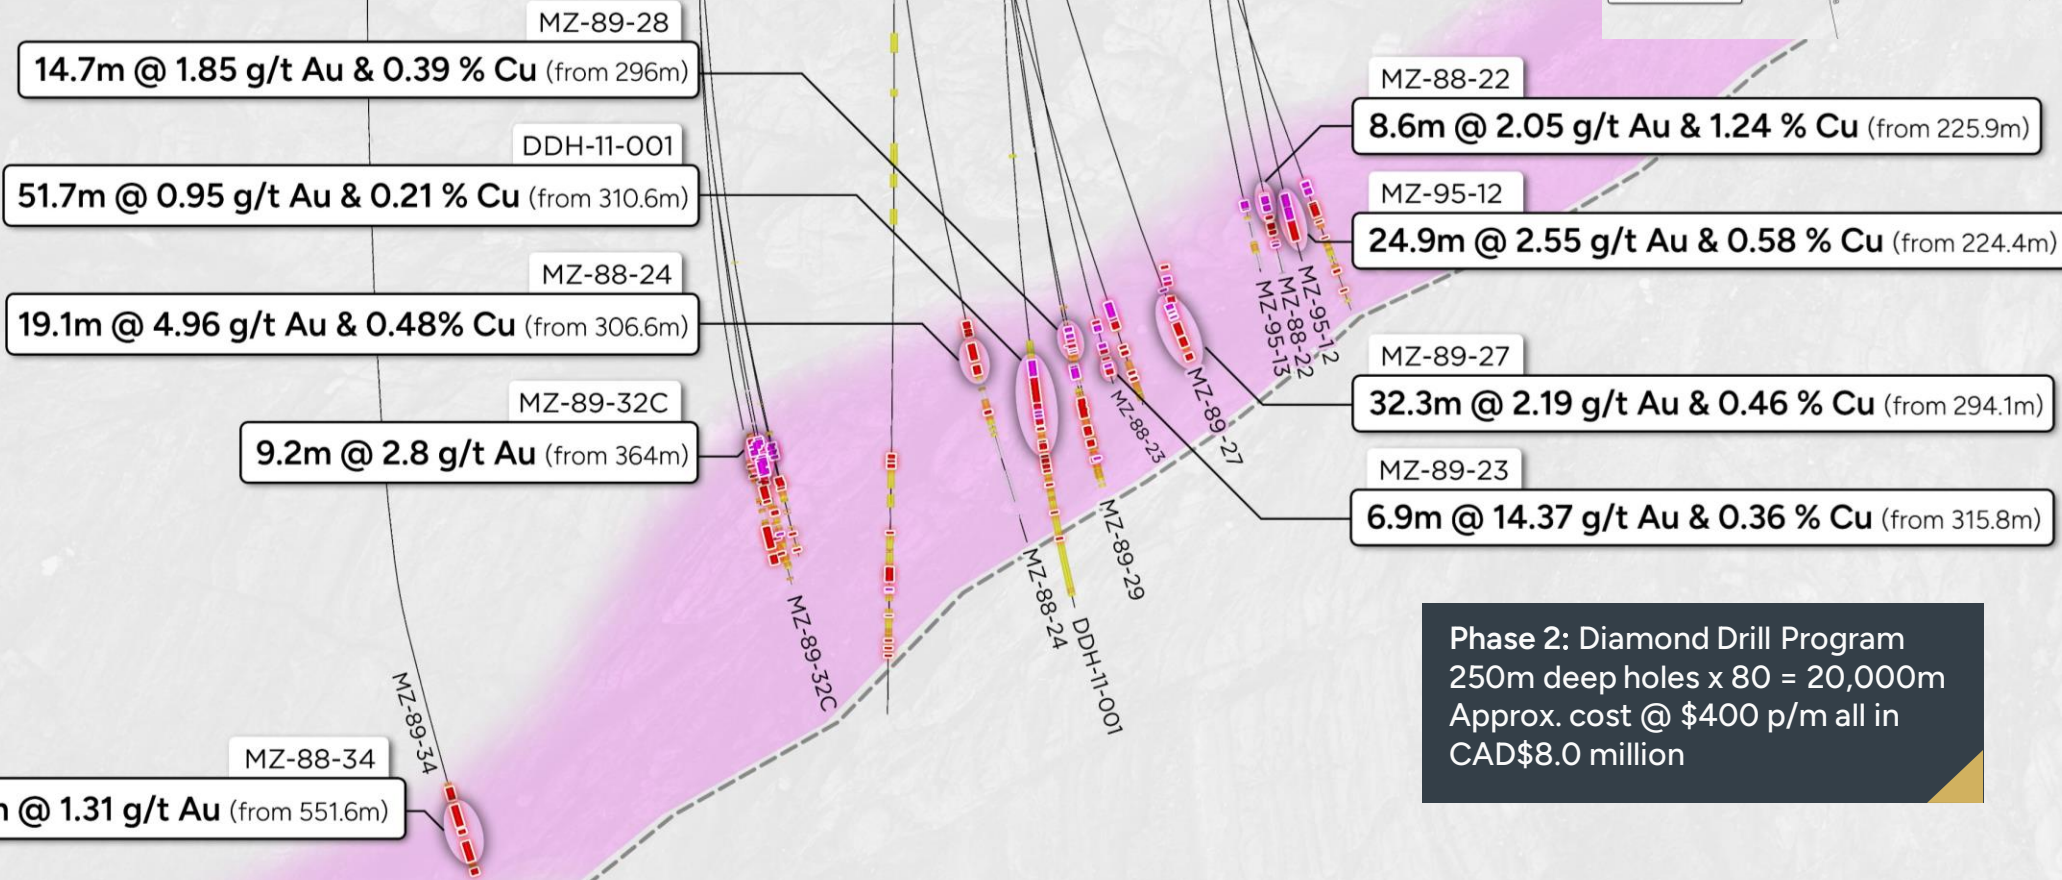 MZ-89-28
14.7m @ 1.85 g/t Au & 0.39 % Cu (from 296m)
DDH-11-001
51.7m @ 0.95 g/t Au & 0.21 % Cu (from 310.6m)
MZ-88-24
19.1m @ 4.96 g/t Au & 0.48% Cu (from 306.6m)
MZ-89-32C
9.2m @ 2.8 g/t Au (from 364m)
MZ-88-34
@ 1.31 g/t Au (from 551.6m)
MZ-89-34
MZ-89-32C
MZ-88-24
DDH-11-001
MZ-89-29
MZ-88-23
MZ-89-27
MZ-95-13
MZ-88-22
MZ-95-12
MZ-88-22
8.6m @ 2.05 g/t Au & 1.24 % Cu (from 225.9m)
MZ-95-12
24.9m @ 2.55 g/t Au & 0.58 % Cu (from 224.4m)
MZ-89-27
32.3m @ 2.19 g/t Au & 0.46 % Cu (from 294.1m)
MZ-89-23
6.9m @ 14.37 g/t Au & 0.36 % Cu (from 315.8m)
Phase 2: Diamond Drill Program
250m deep holes x 80 = 20,000m
Approx. cost @ $400 p/m all in
CAD$8.0 million